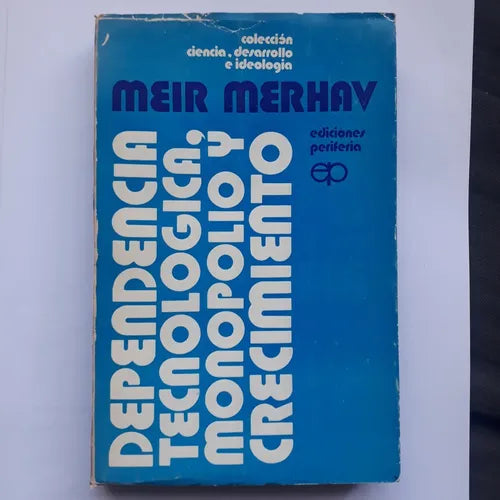 colección
ciencia, desarrollo
e ideología
MEIR MERHAV
ediciones
periferia
ep
DEPENDENCIA
TECNOLOGICA,
MONOPOLIO Y
CRECIMIENTO